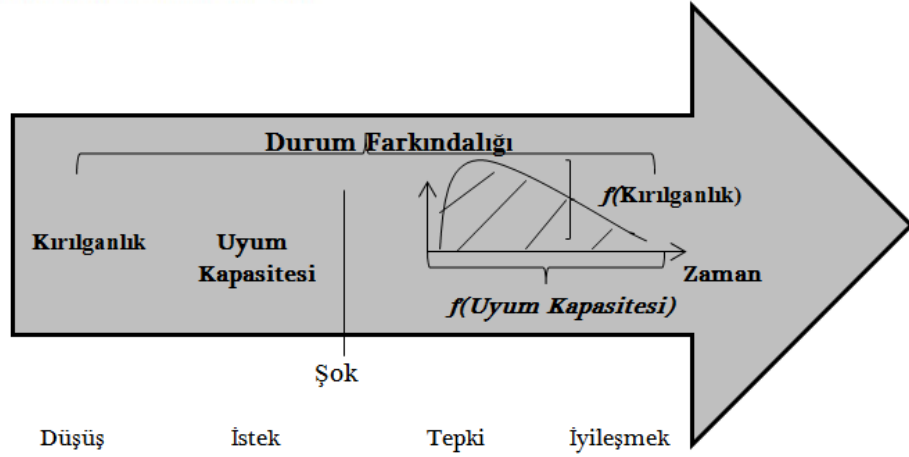 Durum Farkındalığı
f(Kırılganlık)
Kırılganlık
Uyum
Kapasitesi
Zaman
f(Uyum Kapasitesi)
Şok
Düşüş İstek Tepki İyileşmek